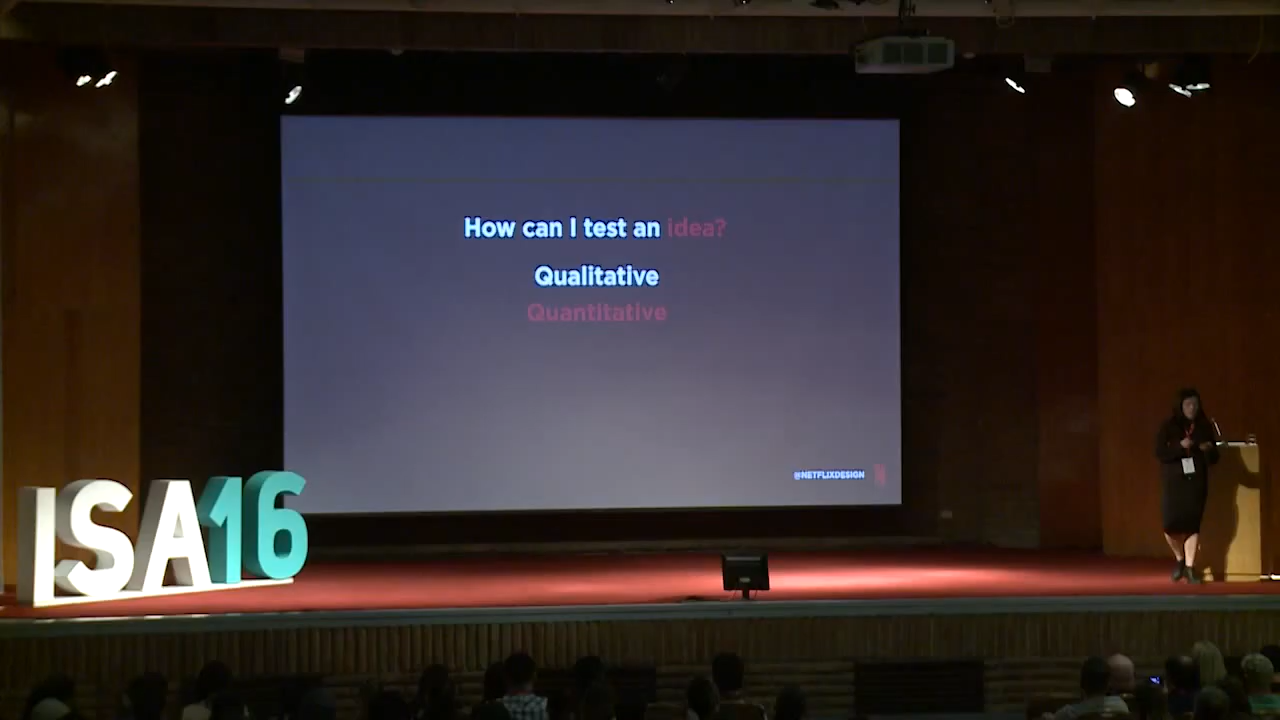 How can I test an idea?
Qualitative
Quantitative
@NETFLIXDESIGN
ISA16